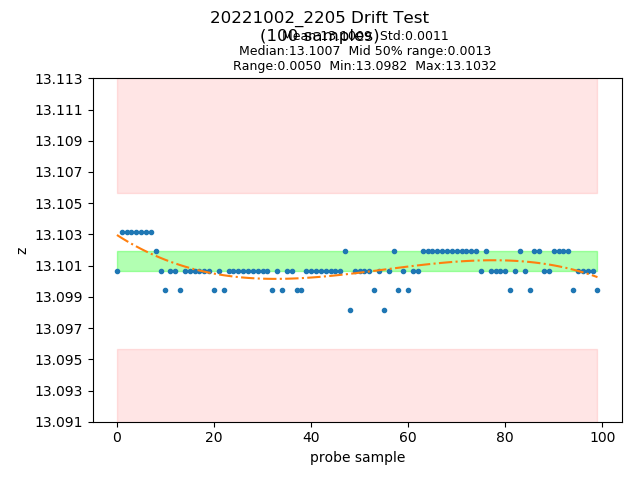 20221002_2205 Drift Test
(100 samples)
Std:0.0011
Median:13.1007 Mid 50% range:0.0013
Range:0.0050 Min:13.0982 Max:13.1032
13.113
13.111
13.109
13.107
13.105
13.103
13.101
13.099
13.097
13.095
13.093
13.091
z
0
20
40
60
80
100
probe sample